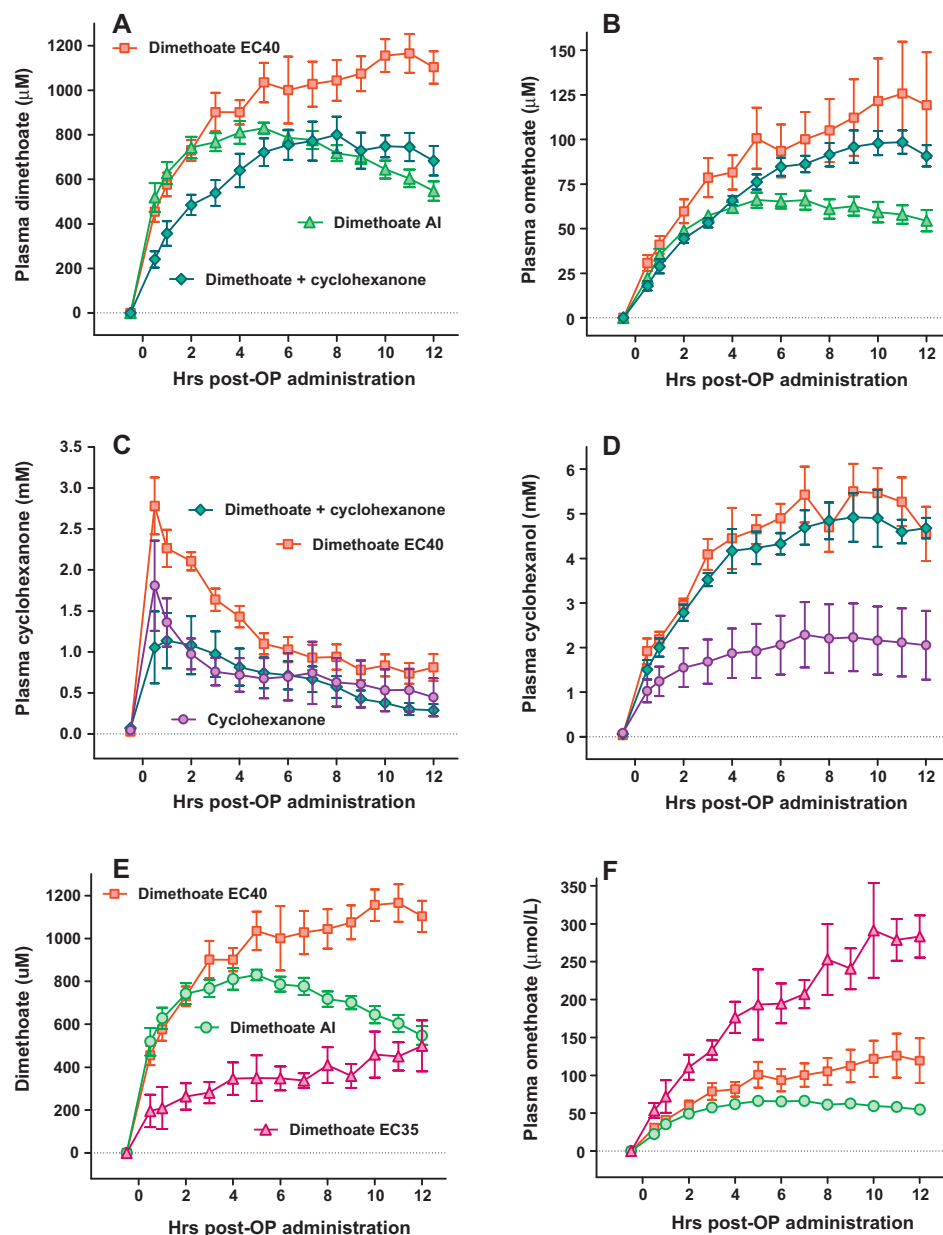 A
Dimethoate EC40
Plasma dimethoate (μM)
1200
1000
800
600
400
200
0
Dimethoate AI
Dimethoate + cyclohexanone
0 2 4 6 8 10 12
Hrs post-OP administration
B
Plasma omethoate (μM)
150
125
100
75
50
25
0
0 2 4 6 8 10 12
Hrs post-OP administration
C
Plasma cyclohexanone (mM)
3.5
3.0
2.5
2.0
1.5
1.0
0.5
0.0
Dimethoate + cyclohexanone
Dimethoate EC40
Cyclohexanone
0 2 4 6 8 10 12
Hrs post-OP administration
D
Plasma cyclohexanol (mM)
6
5
4
3
2
1
0
0 2 4 6 8 10 12
Hrs post-OP administration
E
Dimethoate EC40
Dimethoate (uM)
1200
1000
800
600
400
200
0
Dimethoate AI
Dimethoate EC35
0 2 4 6 8 10 12
Hrs post-OP administration
F
Plasma omethoate (μmol/L)
350
300
250
200
150
100
50
0
0 2 4 6 8 10 12
Hrs post-OP administration